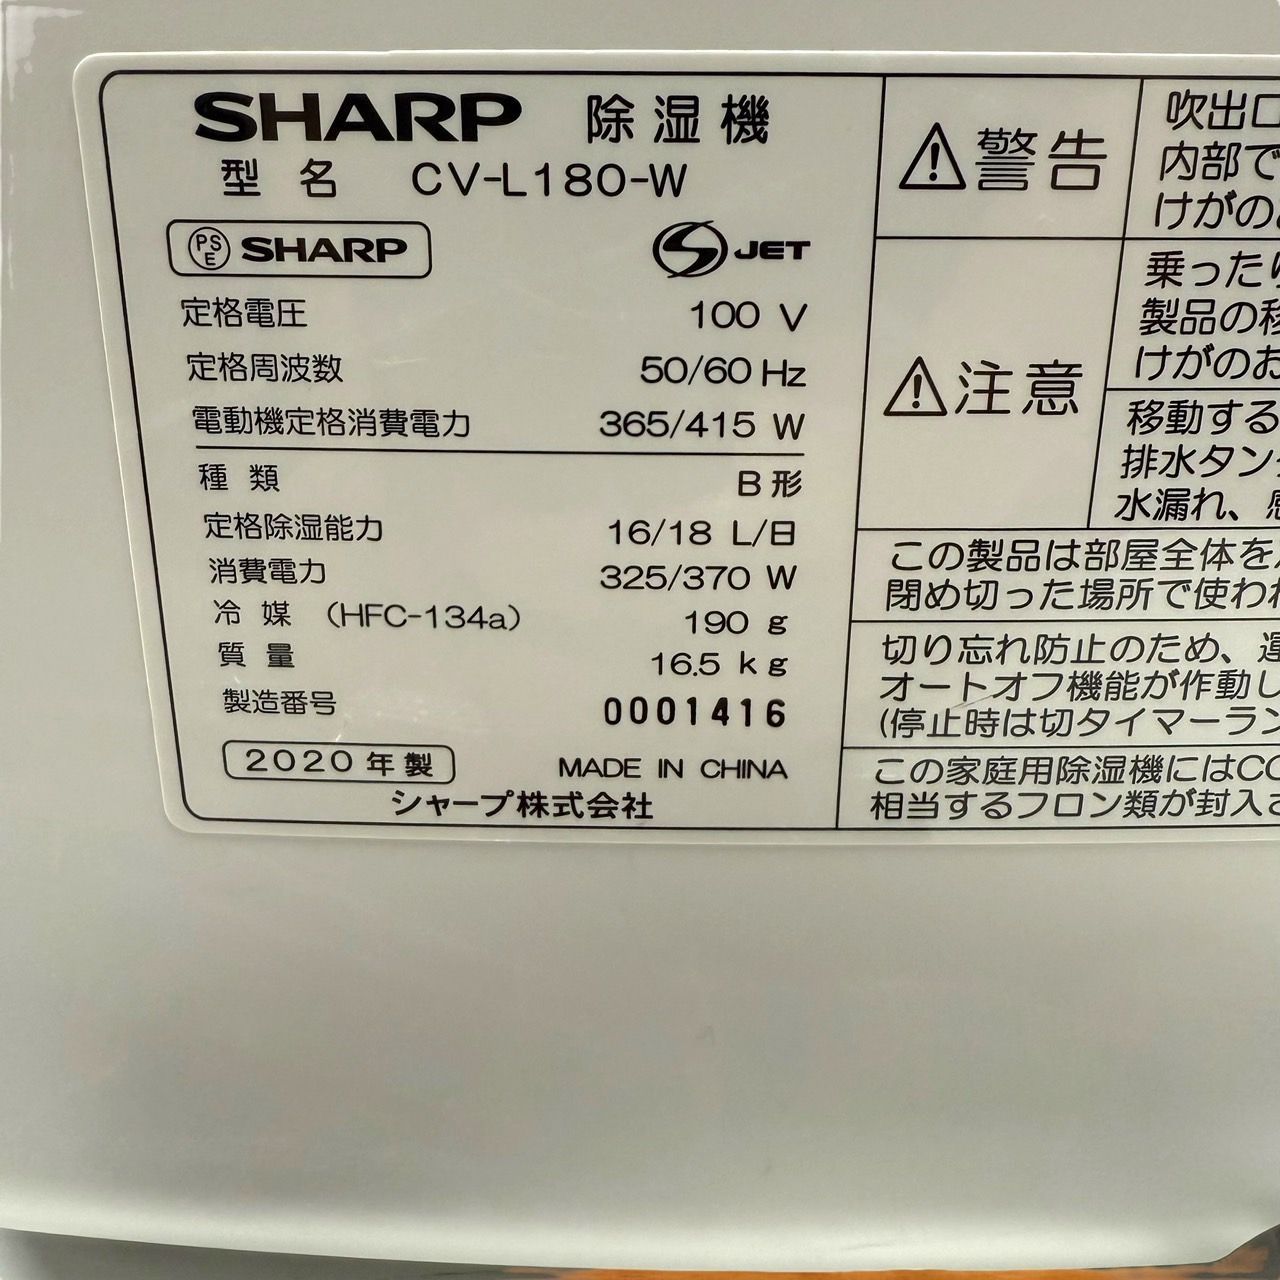 SHARP 除湿機
型名 CV-L180-W
PSE SHARP
S JET
定格電圧 100 V
定格周波数 50/60 Hz
電動機定格消費電力 365/415 W
種類 B形
定格除湿能力 16/18 L/日
消費電力 325/370 W
冷媒 (HFC-134a) 190 g
質量 16.5 kg
製造番号 0001416
2020年製 MADE IN CHINA
シャープ株式会社
警告
吹出口
内部で
けがの
注意
乗ったり
製品の移
けがのお
移動する
排水タン
水漏れ、感
この製品は部屋全体を
閉め切った場所で使わ
切り忘れ防止のため、運
オートオフ機能が作動し
(停止時は切タイマーラン
この家庭用除湿機にはCO
相当するフロン類が封入さ